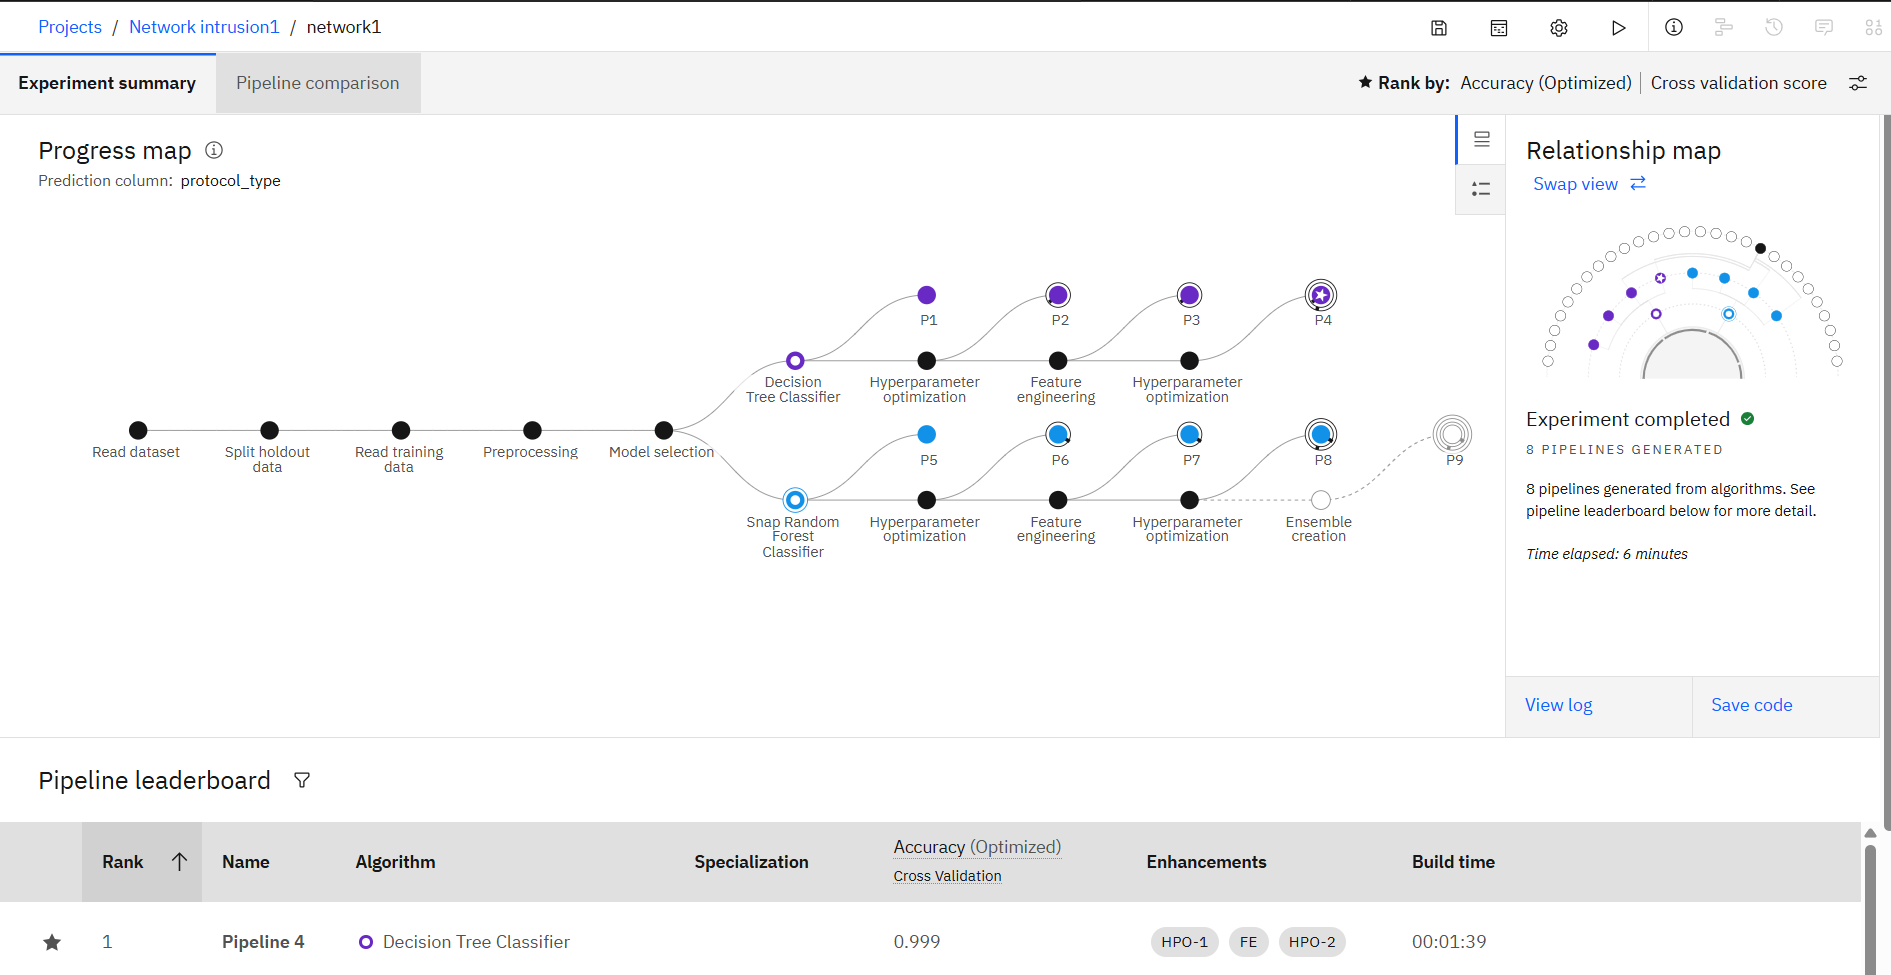 Projects / Network intrusion1 / network1
Experiment summary
Pipeline comparison
Rank by: Accuracy (Optimized) | Cross validation score
Progress map
Prediction column: protocol_type
Relationship map
Swap view
P1
P2
P3
P4
Decision
Tree Classifier
Hyperparameter
optimization
Feature
engineering
Hyperparameter
optimization
Read dataset
Split holdout
data
Read training
data
Preprocessing
Model selection
P5
P6
P7
P8
P9
Snap Random
Forest
Classifier
Hyperparameter
optimization
Feature
engineering
Hyperparameter
optimization
Ensemble
creation
Experiment completed
8 PIPELINES GENERATED
8 pipelines generated from algorithms. See
pipeline leaderboard below for more detail.
Time elapsed: 6 minutes
View log
Save code
Pipeline leaderboard
Rank
Name
Algorithm
Specialization
Accuracy (Optimized)
Cross Validation
Enhancements
Build time
1
Pipeline 4
Decision Tree Classifier
0.999
HPO-1
FE
HPO-2
00:01:39